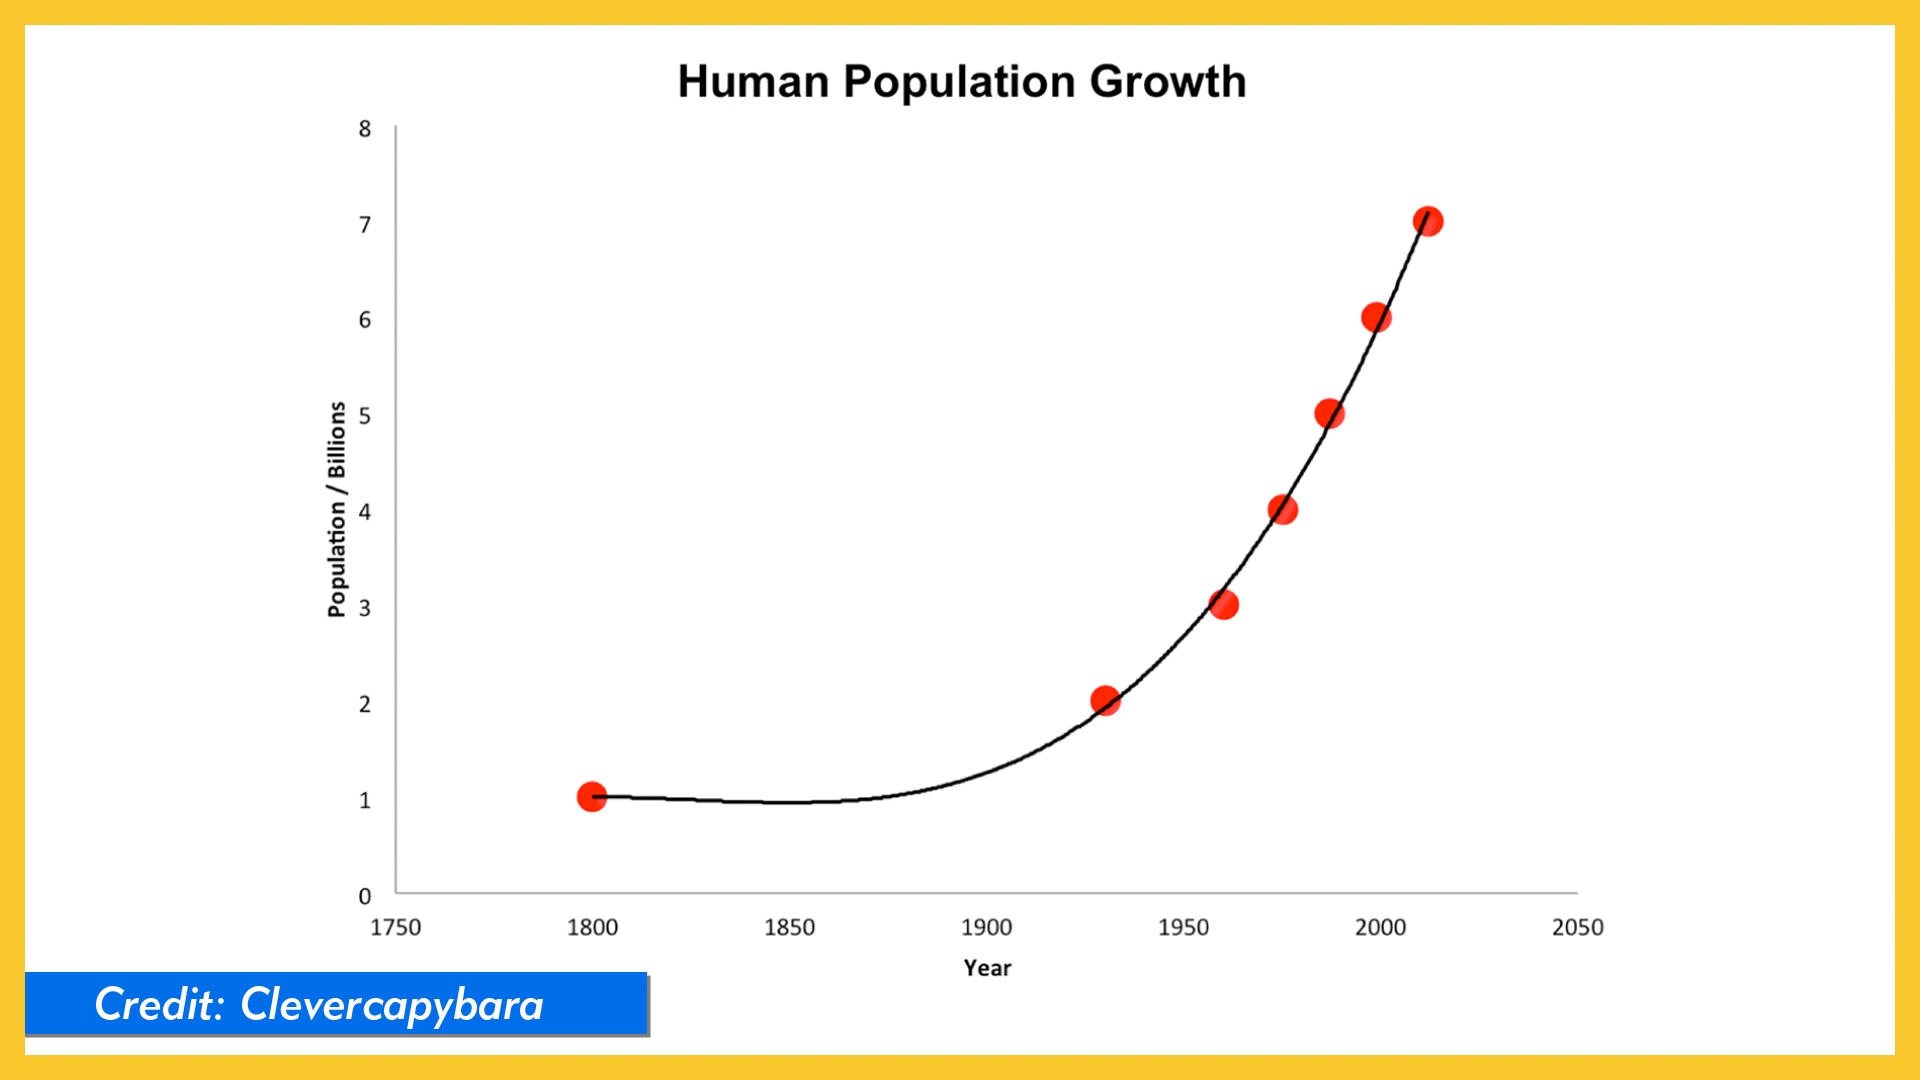 Human Population Growth
8
7
6
5
4
3
2
1
0
Population / Billions
1750 1800 1850 1900 1950 2000 2050
Year
Credit: Clevercapybara